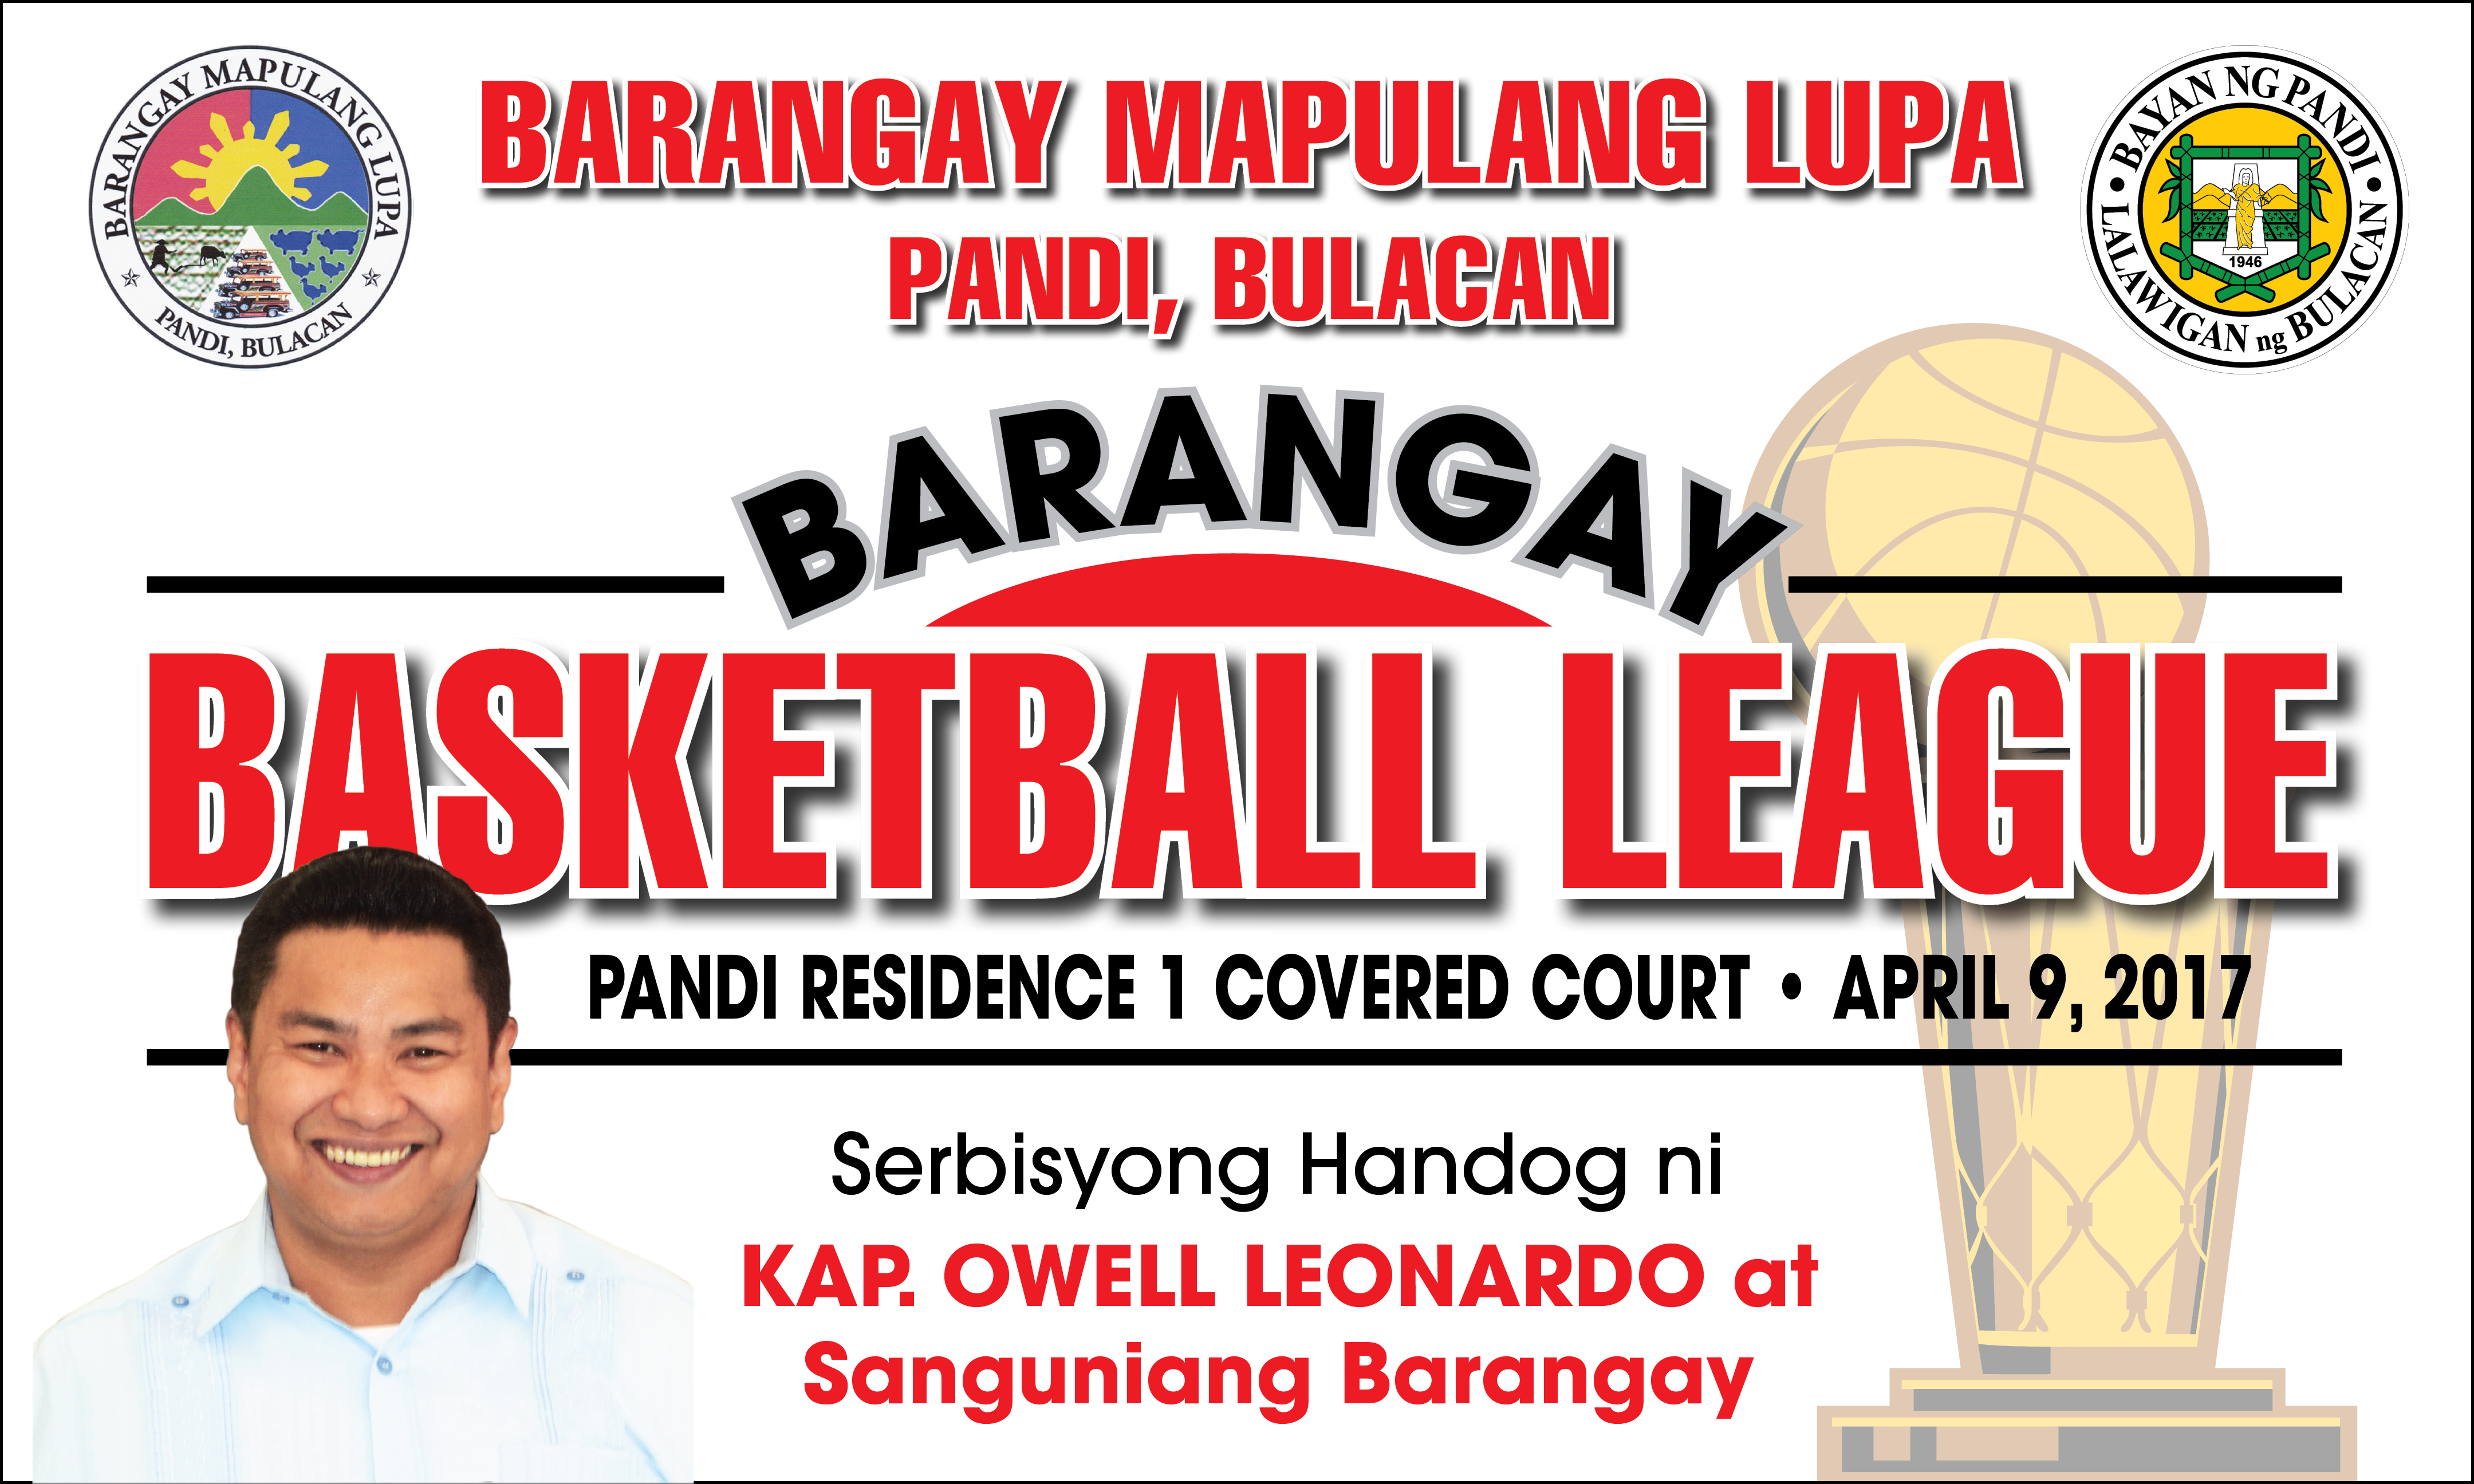 BARANGAY MAPULANG LUPA
PANDI, BULACAN
BARANGAY MAPULANG LUPA
PANDI, BULACAN
BAYAN NG PANDI
LALAWIGAN ng BULACAN
1946
BARANGAY
BASKETBALL LEAGUE
PANDI RESIDENCE 1 COVERED COURT • APRIL 9, 2017
Serbisyong Handog ni
KAP. OWELL LEONARDO at
Sanguniang Barangay